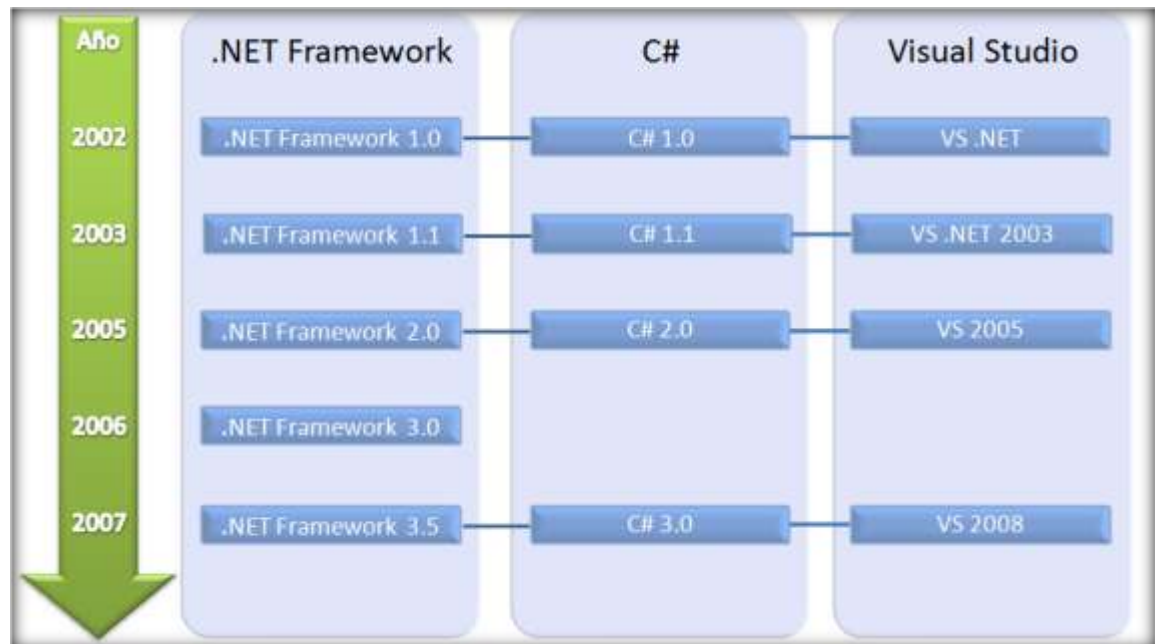 Año .NET Framework C# Visual Studio
2002 .NET Framework 1.0 C# 1.0 VS .NET
2003 .NET Framework 1.1 C# 1.1 VS .NET 2003
2005 .NET Framework 2.0 C# 2.0 VS 2005
2006 .NET Framework 3.0
2007 .NET Framework 3.5 C# 3.0 VS 2008